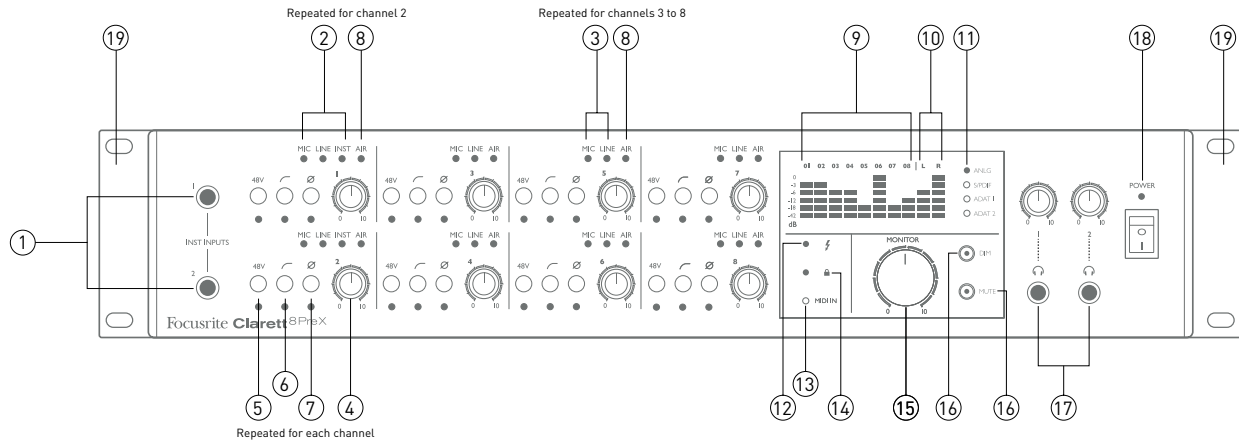 Repeated for channel 2
Repeated for channels 3 to 8
19 2 8 3 8 9 10 11 18 19
MIC LINE INST AIR
MIC LINE AIR
MIC LINE AIR
MIC LINE AIR
01 02 03 04 05 06 07 08 L R
0
-3
-6
-12
-18
-42
dB
ANLG
S/PDIF
ADAT 1
ADAT 2
48V Ø 1 0 10
48V Ø 3 0 10
48V Ø 5 0 10
48V Ø 7 0 10
1
INST INPUTS
2
1
MIC LINE INST AIR
MIC LINE AIR
MIC LINE AIR
MIC LINE AIR
48V Ø 2 0 10
48V Ø 4 0 10
48V Ø 6 0 10
48V Ø 8 0 10
MONITOR
0 10
MIDI IN
DIM
MUTE
0 10
0 10
1
2
POWER
Focusrite Clarett 8PreX
5 6 7 4 12 13 14 15 16 16 17
Repeated for each channel